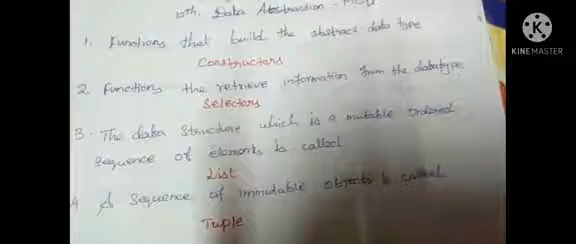 12th. Data Abstraction - MCQ
1. Functions that build the abstract data type
Constructors
2. Functions the retrieve information from the datatype
Selectors
3. The data structure which is a mutable ordered
sequence of elements is called
List
4. A sequence of immutable objects is called
Tuple
K
KINEMASTER